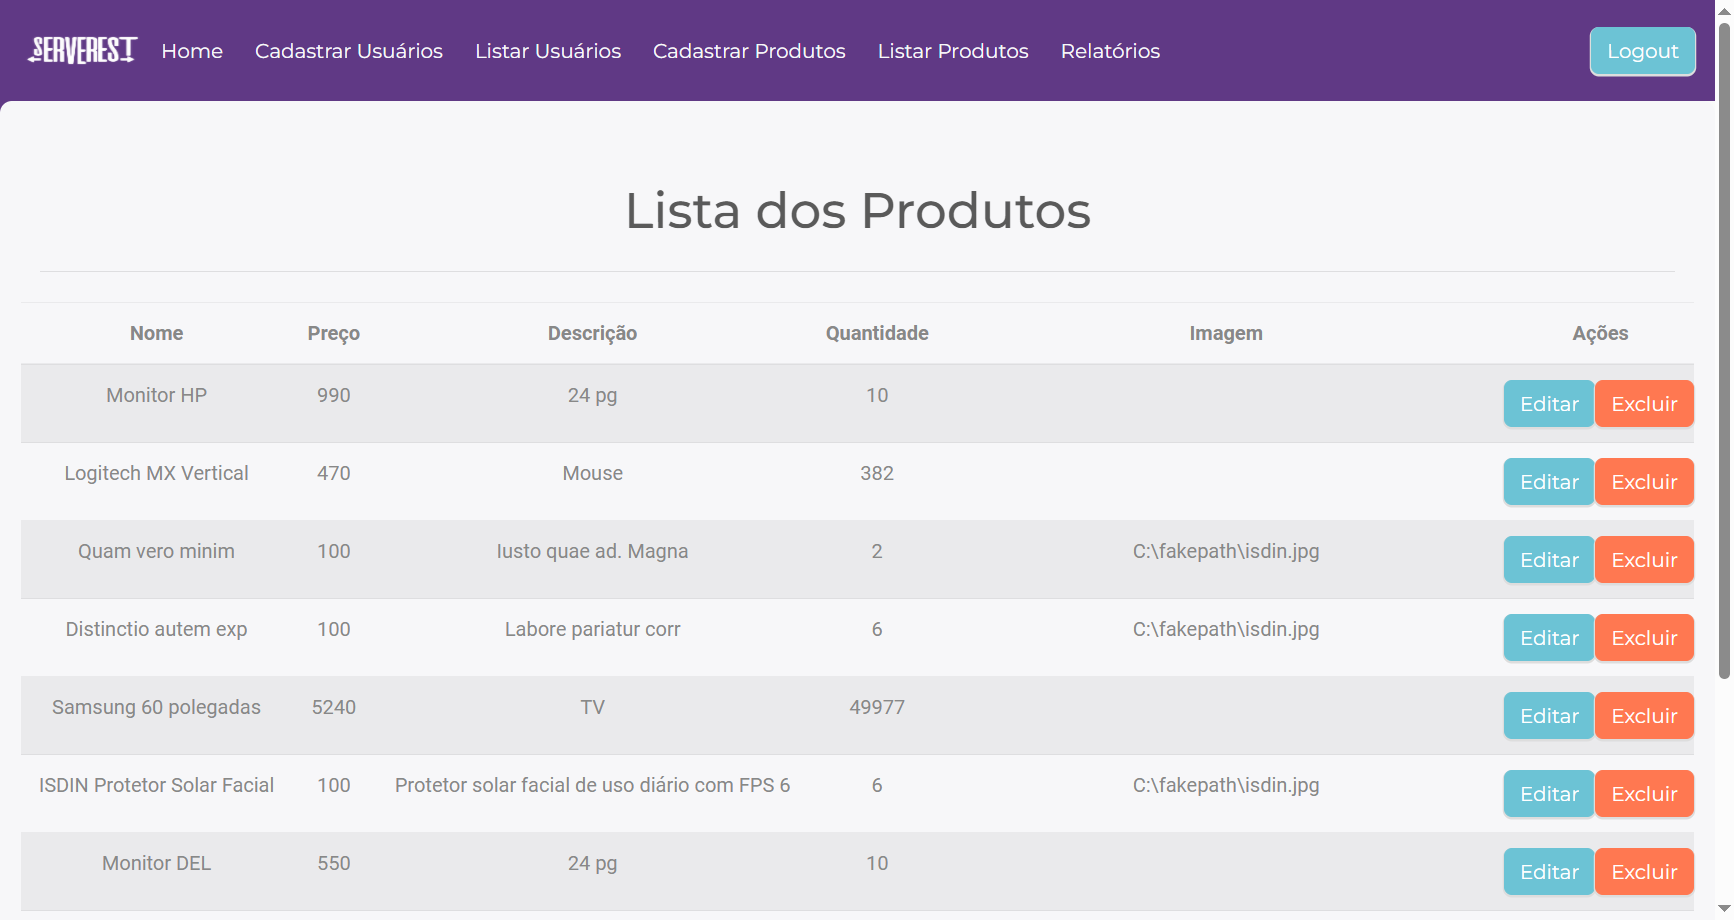 SERVEREST Home Cadastrar Usuários Listar Usuários Cadastrar Produtos Listar Produtos Relatórios Logout
Lista dos Produtos
Nome Preço Descrição Quantidade Imagem Ações
Monitor HP 990 24 pg 10 Editar Excluir
Logitech MX Vertical 470 Mouse 382 Editar Excluir
Quam vero minim 100 Iusto quae ad. Magna 2 C:\fakepath\isdin.jpg Editar Excluir
Distinctio autem exp 100 Labore pariatur corr 6 C:\fakepath\isdin.jpg Editar Excluir
Samsung 60 polegadas 5240 TV 49977 Editar Excluir
ISDIN Protetor Solar Facial 100 Protetor solar facial de uso diário com FPS 6 6 C:\fakepath\isdin.jpg Editar Excluir
Monitor DEL 550 24 pg 10 Editar Excluir